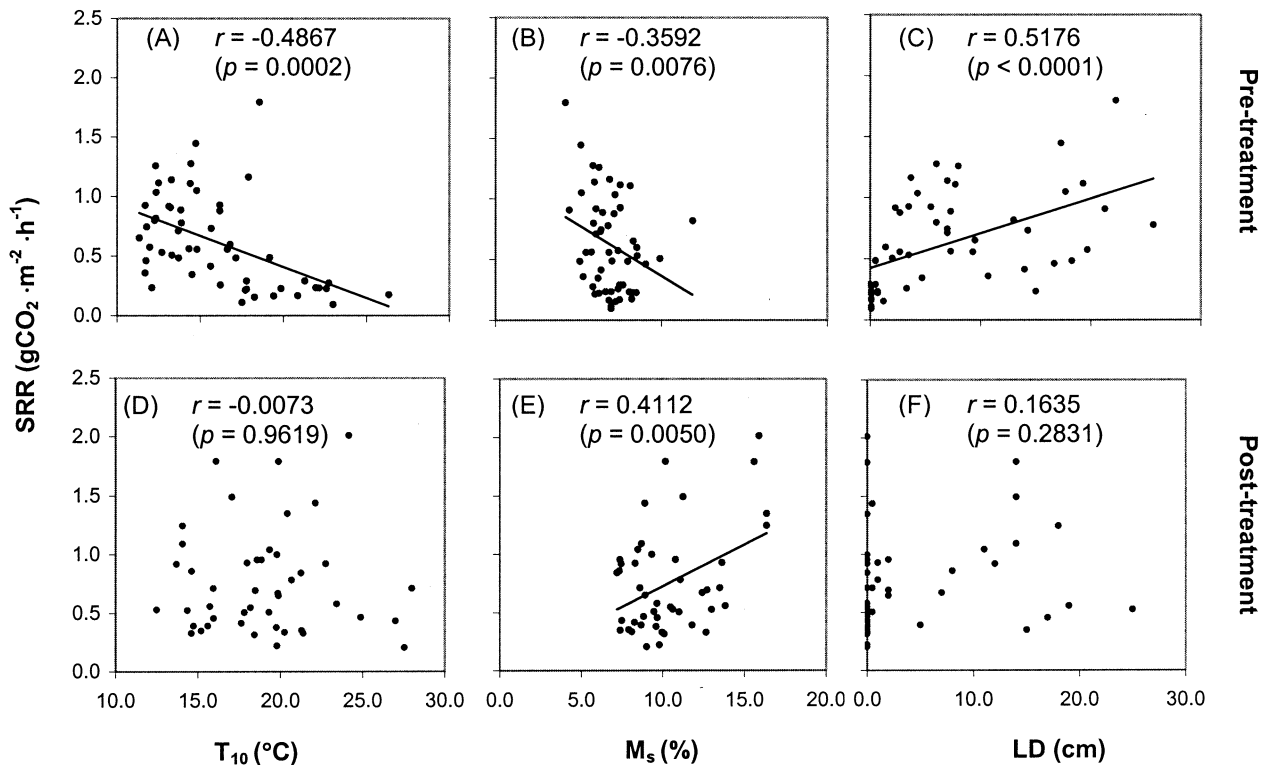 (A) r = -0.4867
(p = 0.0002)
(B) r = -0.3592
(p = 0.0076)
(C) r = 0.5176
(p < 0.0001)
2.5
2.0
1.5
1.0
0.5
0.0
Pre-treatment
SRR (gCO₂ ·m⁻² ·h⁻¹)
(D) r = -0.0073
(p = 0.9619)
(E) r = 0.4112
(p = 0.0050)
(F) r = 0.1635
(p = 0.2831)
2.5
2.0
1.5
1.0
0.5
0.0
Post-treatment
10.0 15.0 20.0 25.0 30.0
0.0 5.0 10.0 15.0 20.0
0.0 10.0 20.0 30.0
T₁₀ (°C)
Mₛ (%)
LD (cm)